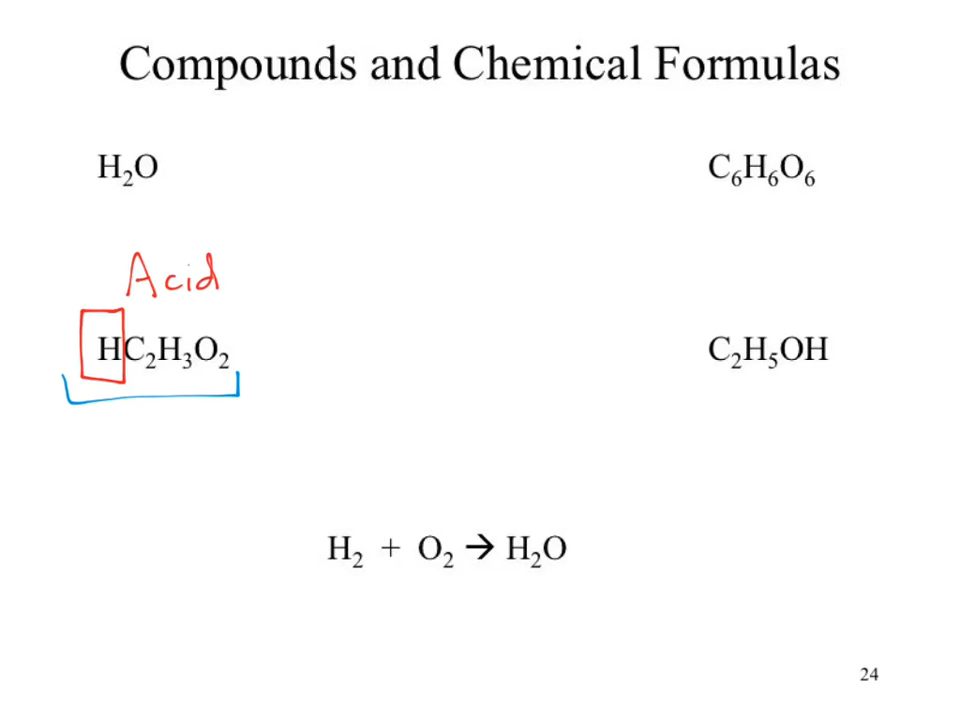 Compounds and Chemical Formulas
H₂O C₆H₆O₆
Acid
HC₂H₃O₂ C₂H₅OH
H₂ + O₂ → H₂O
24